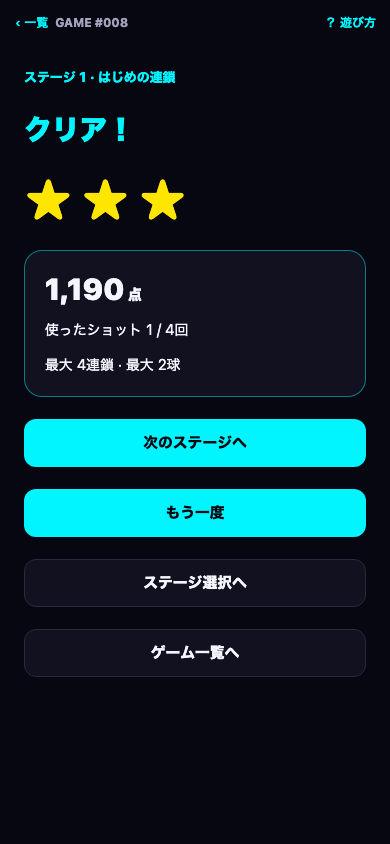 ‹ 一覧 GAME #008 ? 遊び方
ステージ 1 · はじめの連鎖
クリア！
1,190 点
使ったショット 1 / 4回
最大 4連鎖 · 最大 2球
次のステージへ
もう一度
ステージ選択へ
ゲーム一覧へ